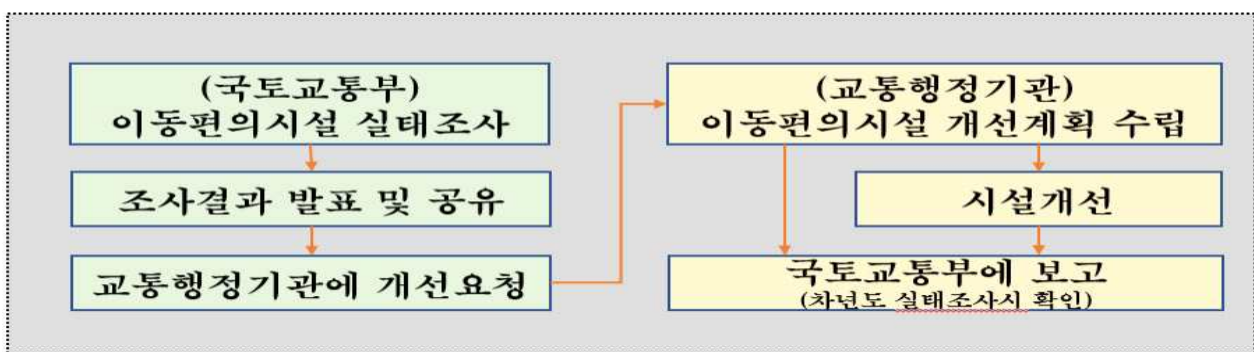 (국토교통부)
이동편의시설 실태조사
조사결과 발표 및 공유
교통행정기관에 개선요청
(교통행정기관)
이동편의시설 개선계획 수립
시설개선
국토교통부에 보고
(차년도 실태조사시 확인)